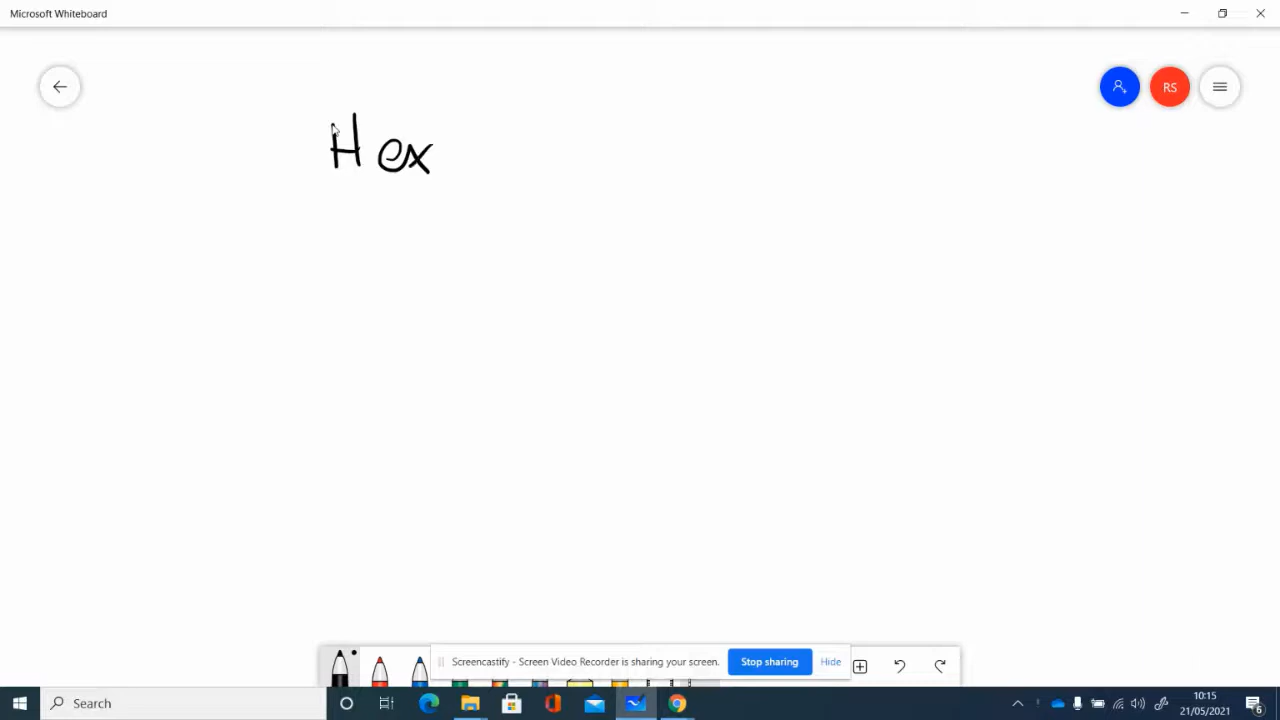 Microsoft Whiteboard
RS
Hex
Screencastify - Screen Video Recorder is sharing your screen.
Stop sharing
Hide
Search
10:15
21/05/2021
6